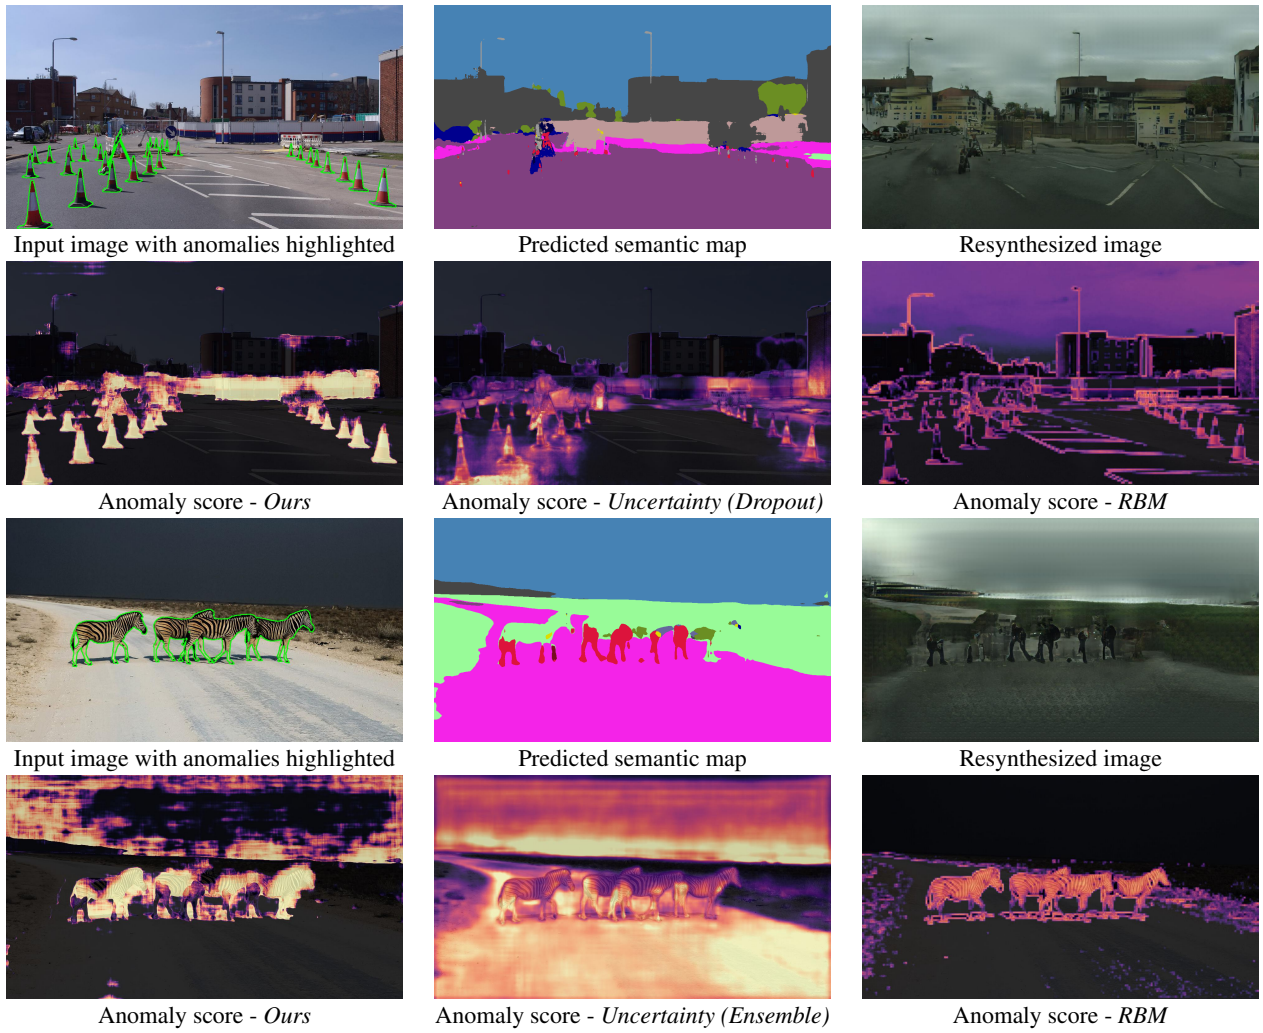 Input image with anomalies highlighted
Predicted semantic map
Resynthesized image
Anomaly score - Ours
Anomaly score - Uncertainty (Dropout)
Anomaly score - RBM
Input image with anomalies highlighted
Predicted semantic map
Resynthesized image
Anomaly score - Ours
Anomaly score - Uncertainty (Ensemble)
Anomaly score - RBM